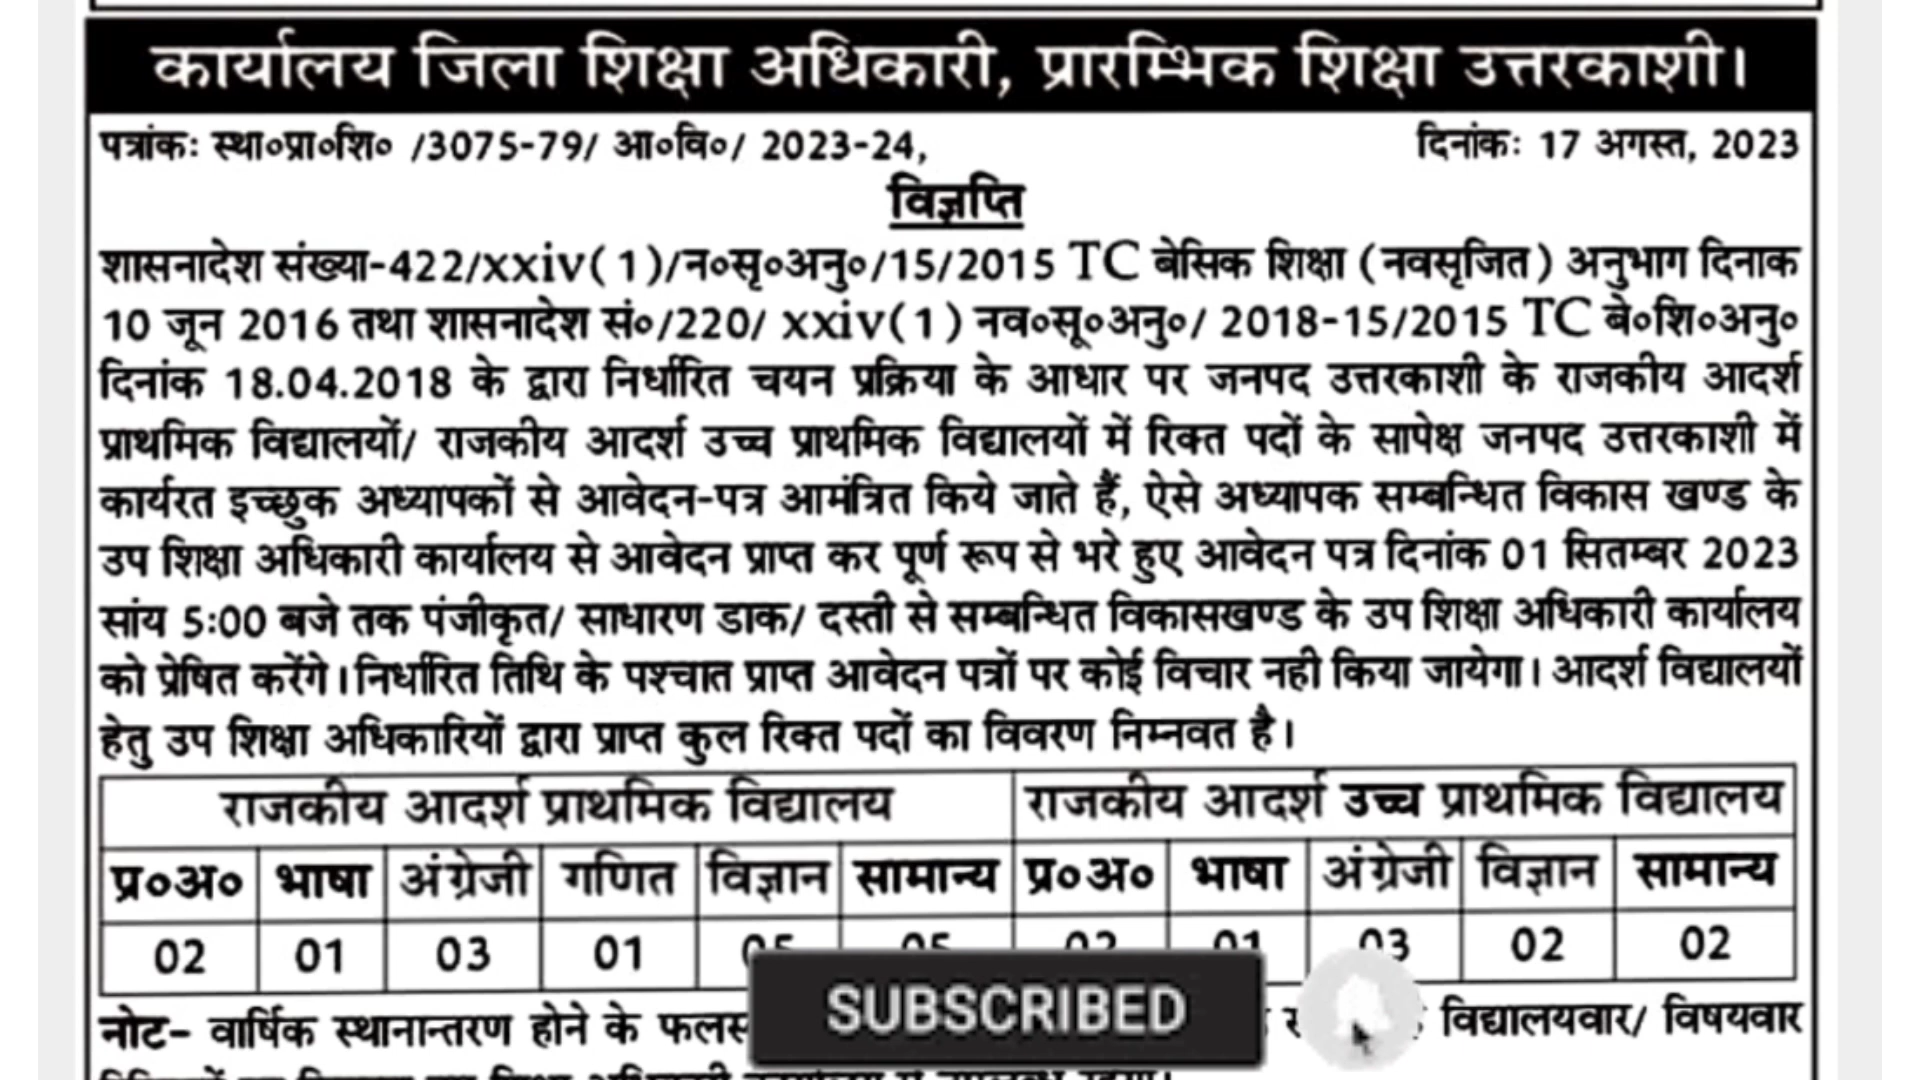 कार्यालय जिला शिक्षा अधिकारी, प्रारम्भिक शिक्षा उत्तरकाशी।
पत्रांकः स्था०प्रा०शि० /3075-79/ आ०वि०/ 2023-24, दिनांकः 17 अगस्त, 2023
विज्ञप्ति
शासनादेश संख्या-422/xxiv(1)/न०सृ०अनु०/15/2015 TC बेसिक शिक्षा (नवसृजित) अनुभाग दिनाक
10 जून 2016 तथा शासनादेश सं०/220/ xxiv(1) नव०सू०अनु०/ 2018-15/2015 TC बे०शि०अनु०
दिनांक 18.04.2018 के द्वारा निर्धारित चयन प्रक्रिया के आधार पर जनपद उत्तरकाशी के राजकीय आदर्श
प्राथमिक विद्यालयों/ राजकीय आदर्श उच्च प्राथमिक विद्यालयों में रिक्त पदों के सापेक्ष जनपद उत्तरकाशी में
कार्यरत इच्छुक अध्यापकों से आवेदन-पत्र आमंत्रित किये जाते हैं, ऐसे अध्यापक सम्बन्धित विकास खण्ड के
उप शिक्षा अधिकारी कार्यालय से आवेदन प्राप्त कर पूर्ण रूप से भरे हुए आवेदन पत्र दिनांक 01 सितम्बर 2023
सांय 5:00 बजे तक पंजीकृत/ साधारण डाक/ दस्ती से सम्बन्धित विकासखण्ड के उप शिक्षा अधिकारी कार्यालय
को प्रेषित करेंगे। निर्धारित तिथि के पश्चात प्राप्त आवेदन पत्रों पर कोई विचार नही किया जायेगा। आदर्श विद्यालयों
हेतु उप शिक्षा अधिकारियों द्वारा प्राप्त कुल रिक्त पदों का विवरण निम्नवत है।
राजकीय आदर्श प्राथमिक विद्यालय राजकीय आदर्श उच्च प्राथमिक विद्यालय
प्र०अ० भाषा अंग्रेजी गणित विज्ञान सामान्य प्र०अ० भाषा अंग्रेजी विज्ञान सामान्य
02 01 03 01 05 05 02 01 03 02 02
नोट- वार्षिक स्थानान्तरण होने के विद्यालयवार/ विषयवार
SUBSCRIBED